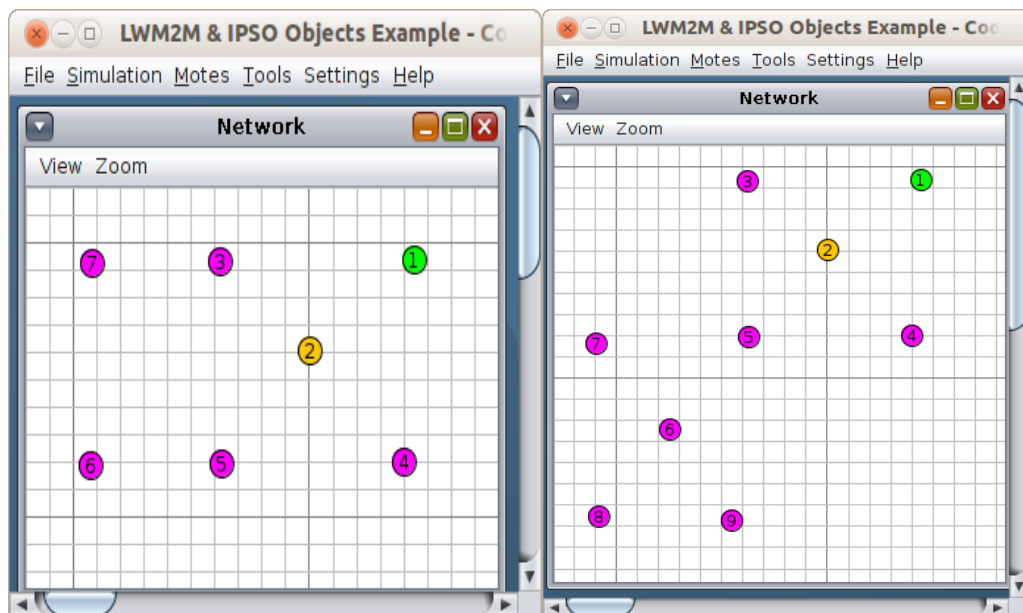 LWM2M & IPSO Objects Example - Co
File Simulation Motes Tools Settings Help
Network
View Zoom
7 3 1
2
6 5 4
LWM2M & IPSO Objects Example - Coo
File Simulation Motes Tools Settings Help
Network
View Zoom
3 1
2
7 5 4
6
8 9